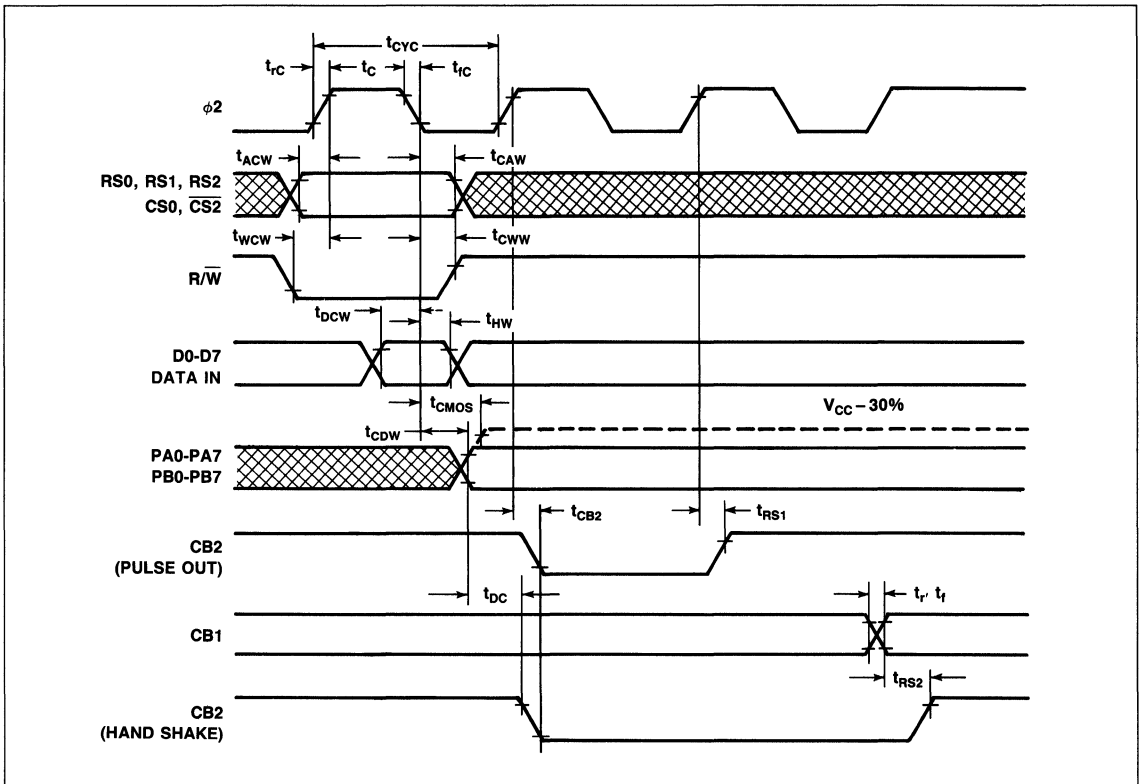 tCYC
trC tC tfC
ϕ2
tACW tCAW
RS0, RS1, RS2
CS0, C̅S̅2̅
tWCW tCWW
R/W̅
tDCW tHW
D0-D7
DATA IN
tCMOS VCC – 30%
tCDW
PA0-PA7
PB0-PB7
tCB2 tRS1
CB2
(PULSE OUT)
tDC tr, tf
CB1
tRS2
CB2
(HAND SHAKE)